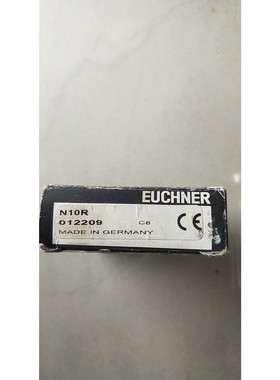 EUCHNER
N10R
012209 C6
MADE IN GERMANY
CE